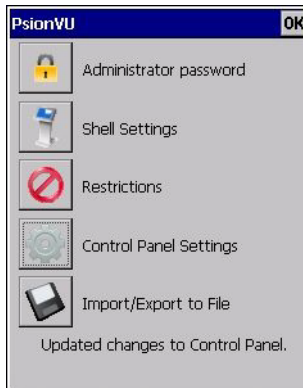 PsionVU OK
Administrator password
Shell Settings
Restrictions
Control Panel Settings
Import/Export to File
Updated changes to Control Panel.